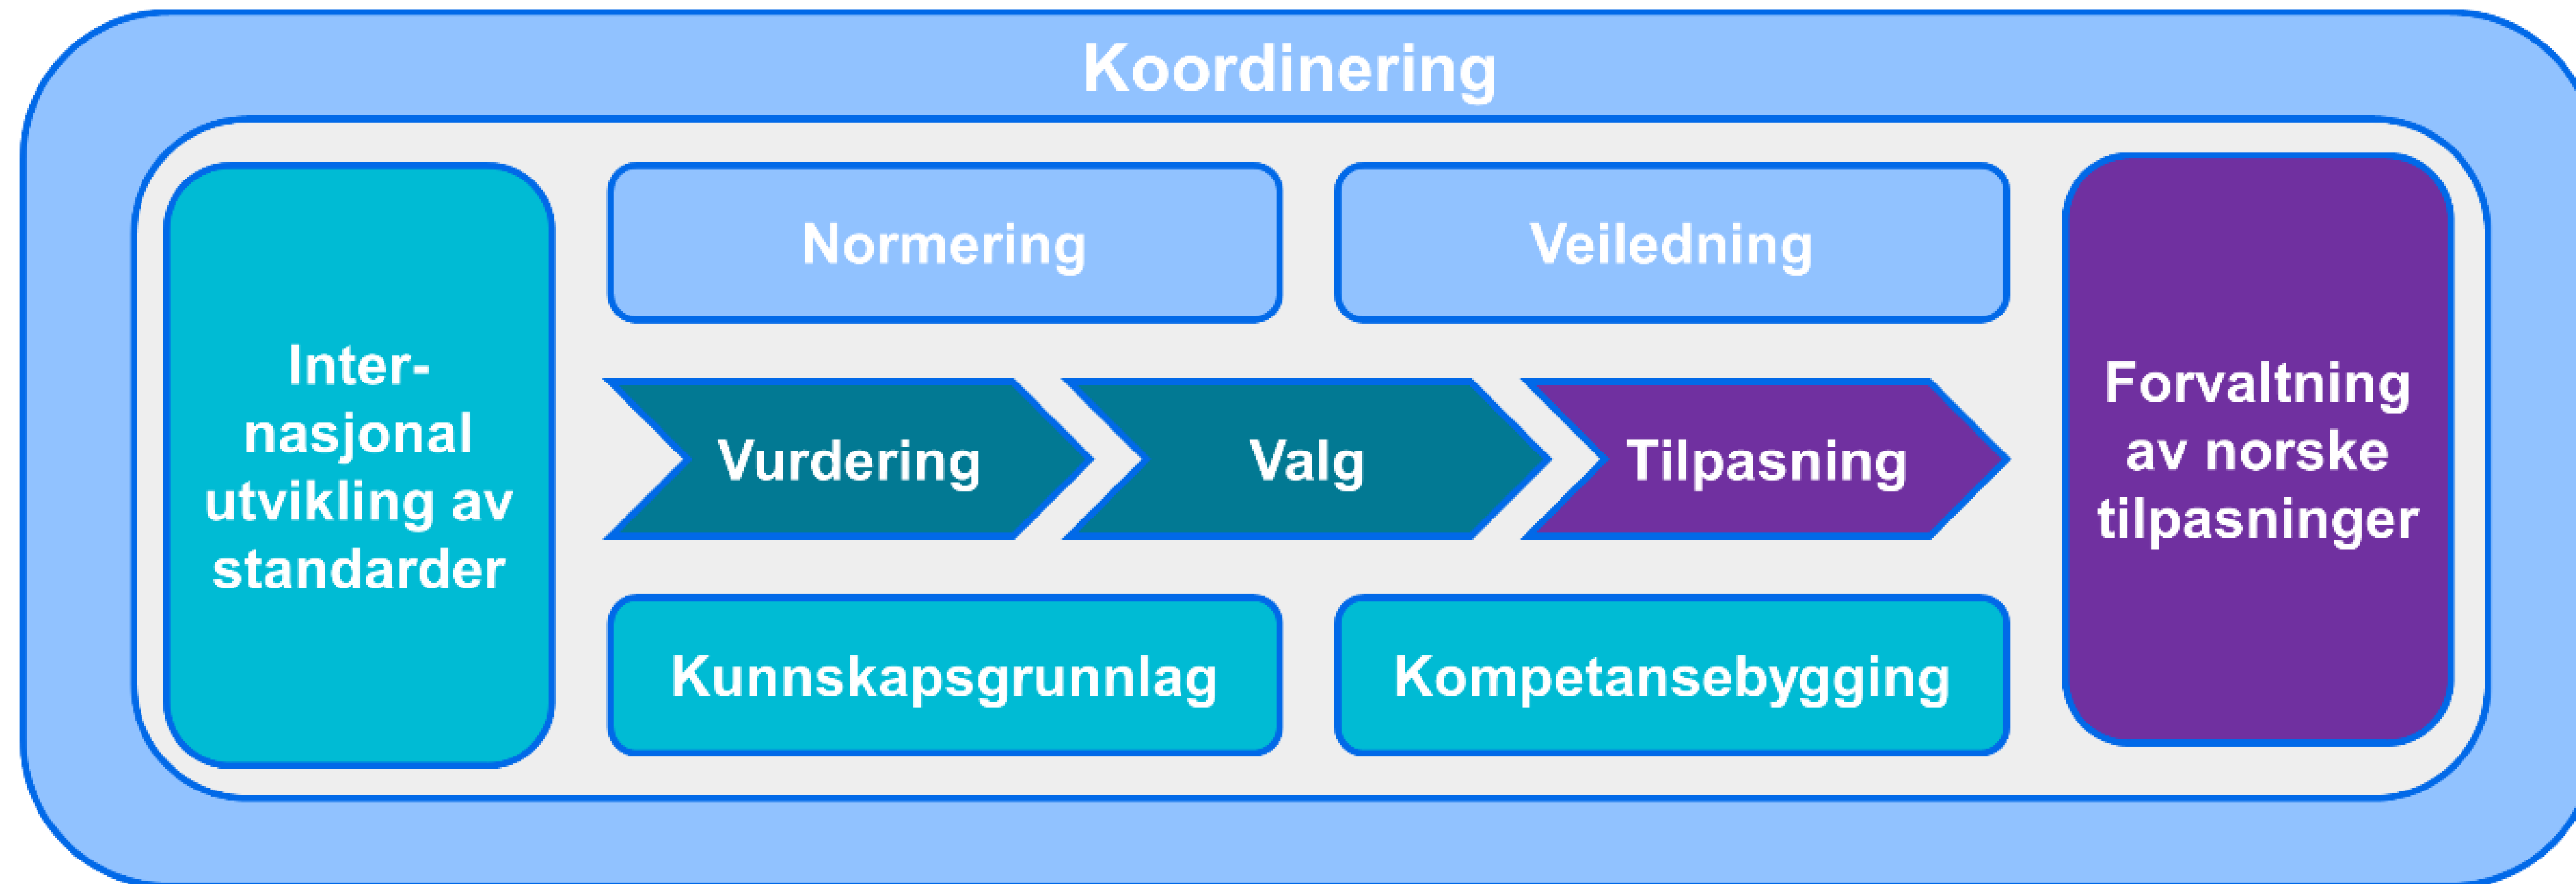 Koordinering
Inter-
nasjonal
utvikling av
standarder
Normering
Veiledning
Vurdering
Valg
Tilpasning
Kunnskapsgrunnlag
Kompetansebygging
Forvaltning
av norske
tilpasninger